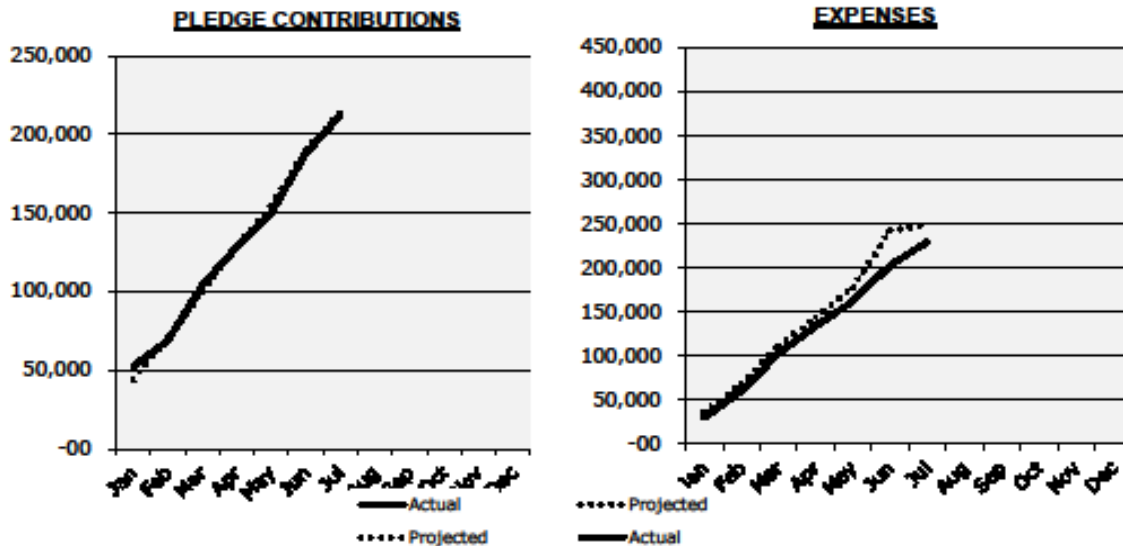 PLEDGE CONTRIBUTIONS
250,000
200,000
150,000
100,000
50,000
-00
Jan Feb Mar Apr May Jun Jul
Actual
Projected
EXPENSES
450,000
400,000
350,000
300,000
250,000
200,000
150,000
100,000
50,000
-00
Jan Feb Mar Apr May Jun Jul Aug Sep Oct Nov Dec
Projected
Actual